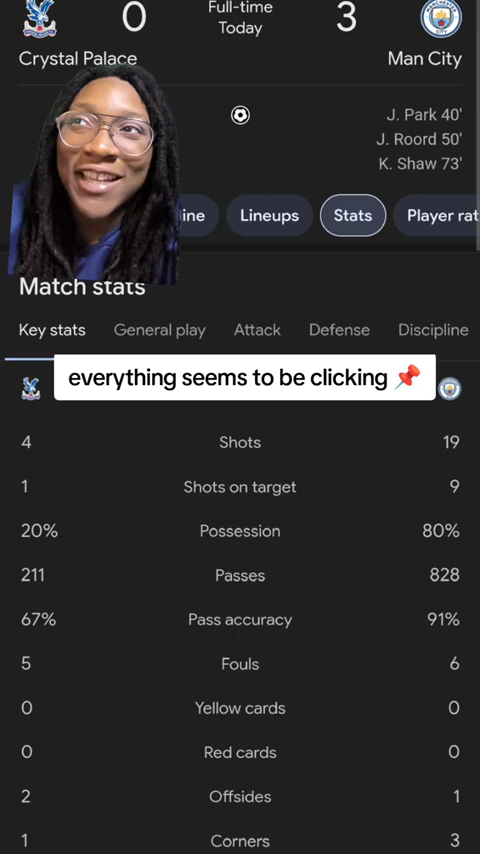 0 Full-time 3
Today
Crystal Palace Man City
J. Park 40'
J. Roord 50'
K. Shaw 73'
line Lineups Stats Player rat
Match stats
Key stats General play Attack Defense Discipline
everything seems to be clicking 📌
4 Shots 19
1 Shots on target 9
20% Possession 80%
211 Passes 828
67% Pass accuracy 91%
5 Fouls 6
0 Yellow cards 0
0 Red cards 0
2 Offsides 1
1 Corners 3